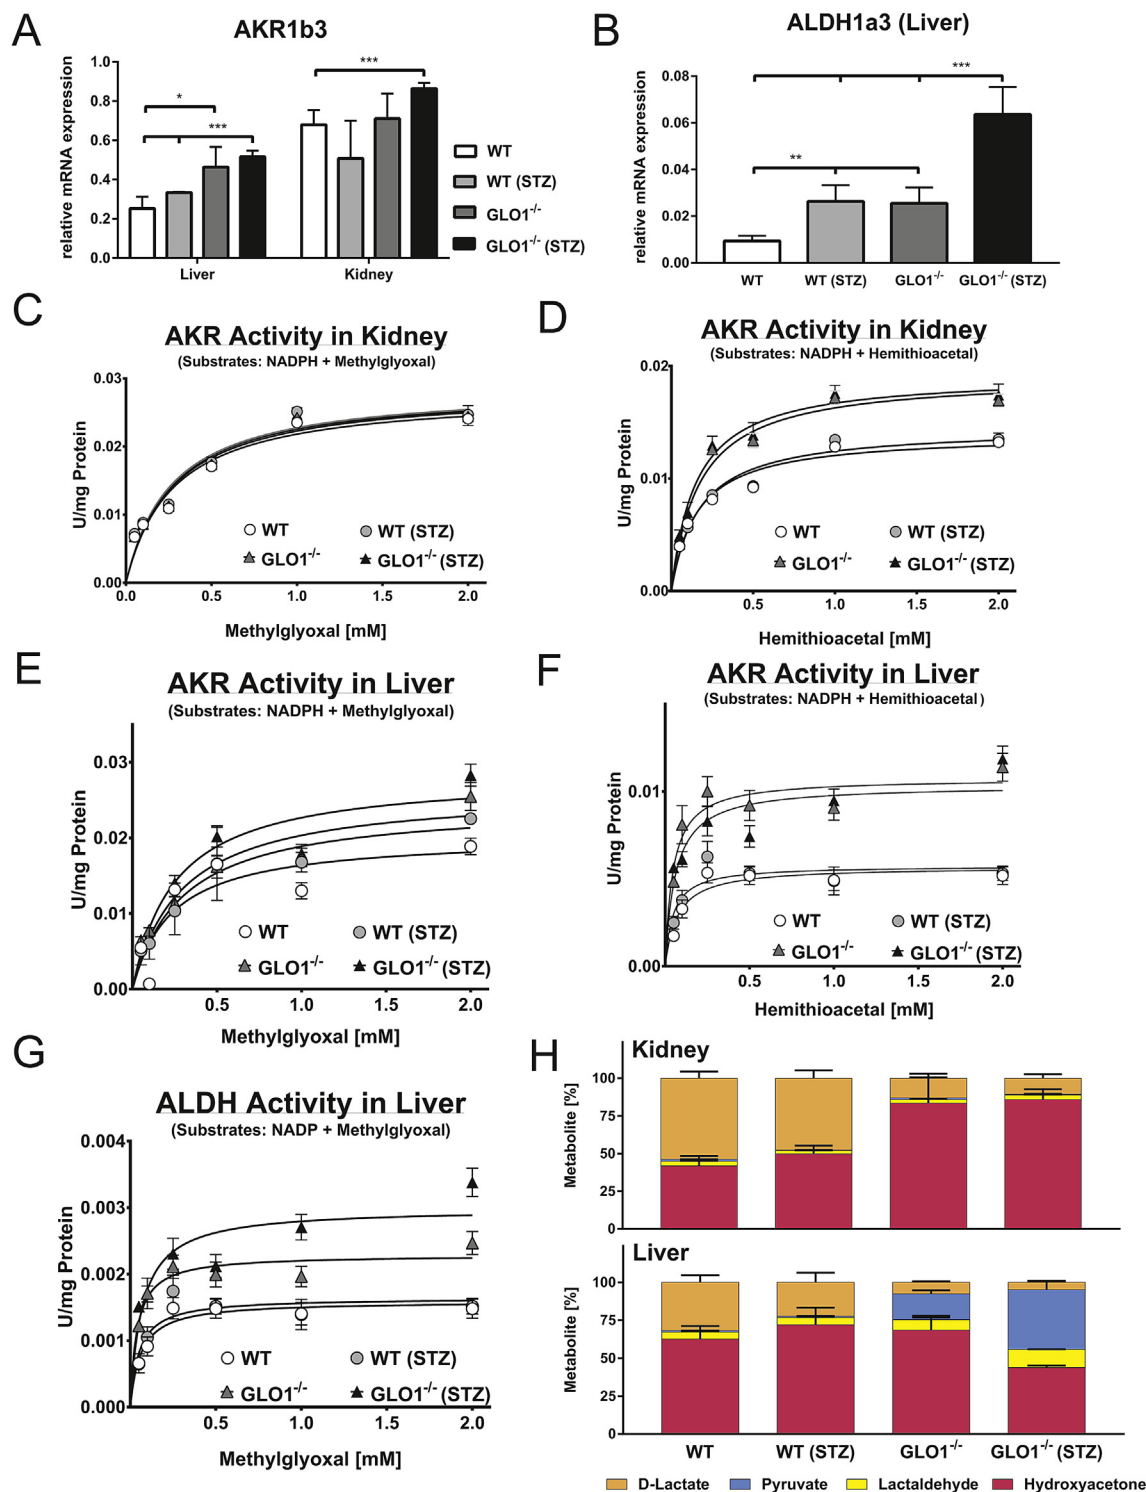 A
AKR1b3
relative mRNA expression
1.0
0.8
0.6
0.4
0.2
0.0
*
***
***
Liver
Kidney
WT
WT (STZ)
GLO1-/-
GLO1-/- (STZ)
B
ALDH1a3 (Liver)
relative mRNA expression
0.08
0.06
0.04
0.02
0.00
**
***
WT
WT (STZ)
GLO1-/-
GLO1-/- (STZ)
C
AKR Activity in Kidney
(Substrates: NADPH + Methylglyoxal)
U/mg Protein
0.03
0.02
0.01
0.00
0.0
0.5
1.0
2.0
WT
WT (STZ)
GLO1-/-
GLO1-/- (STZ)
Methylglyoxal [mM]
D
AKR Activity in Kidney
(Substrates: NADPH + Hemithioacetal)
U/mg Protein
0.02
0.01
0.00
0.5
1.0
2.0
WT
WT (STZ)
GLO1-/-
GLO1-/- (STZ)
Hemithioacetal [mM]
E
AKR Activity in Liver
(Substrates: NADPH + Methylglyoxal)
U/mg Protein
0.03
0.02
0.01
0.00
0.5
1.0
2.0
WT
WT (STZ)
GLO1-/-
GLO1-/- (STZ)
Methylglyoxal [mM]
F
AKR Activity in Liver
(Substrates: NADPH + Hemithioacetal)
U/mg Protein
0.01
0.00
0.5
1.0
2.0
WT
WT (STZ)
GLO1-/-
GLO1-/- (STZ)
Hemithioacetal [mM]
G
ALDH Activity in Liver
(Substrates: NADP + Methylglyoxal)
U/mg Protein
0.004
0.003
0.002
0.001
0.000
0.5
1.0
2.0
WT
WT (STZ)
GLO1-/-
GLO1-/- (STZ)
Methylglyoxal [mM]
H
Kidney
Metabolite [%]
100
75
50
25
0
Liver
Metabolite [%]
100
75
50
25
0
WT
WT (STZ)
GLO1-/-
GLO1-/- (STZ)
D-Lactate
Pyruvate
Lactaldehyde
Hydroxyacetone